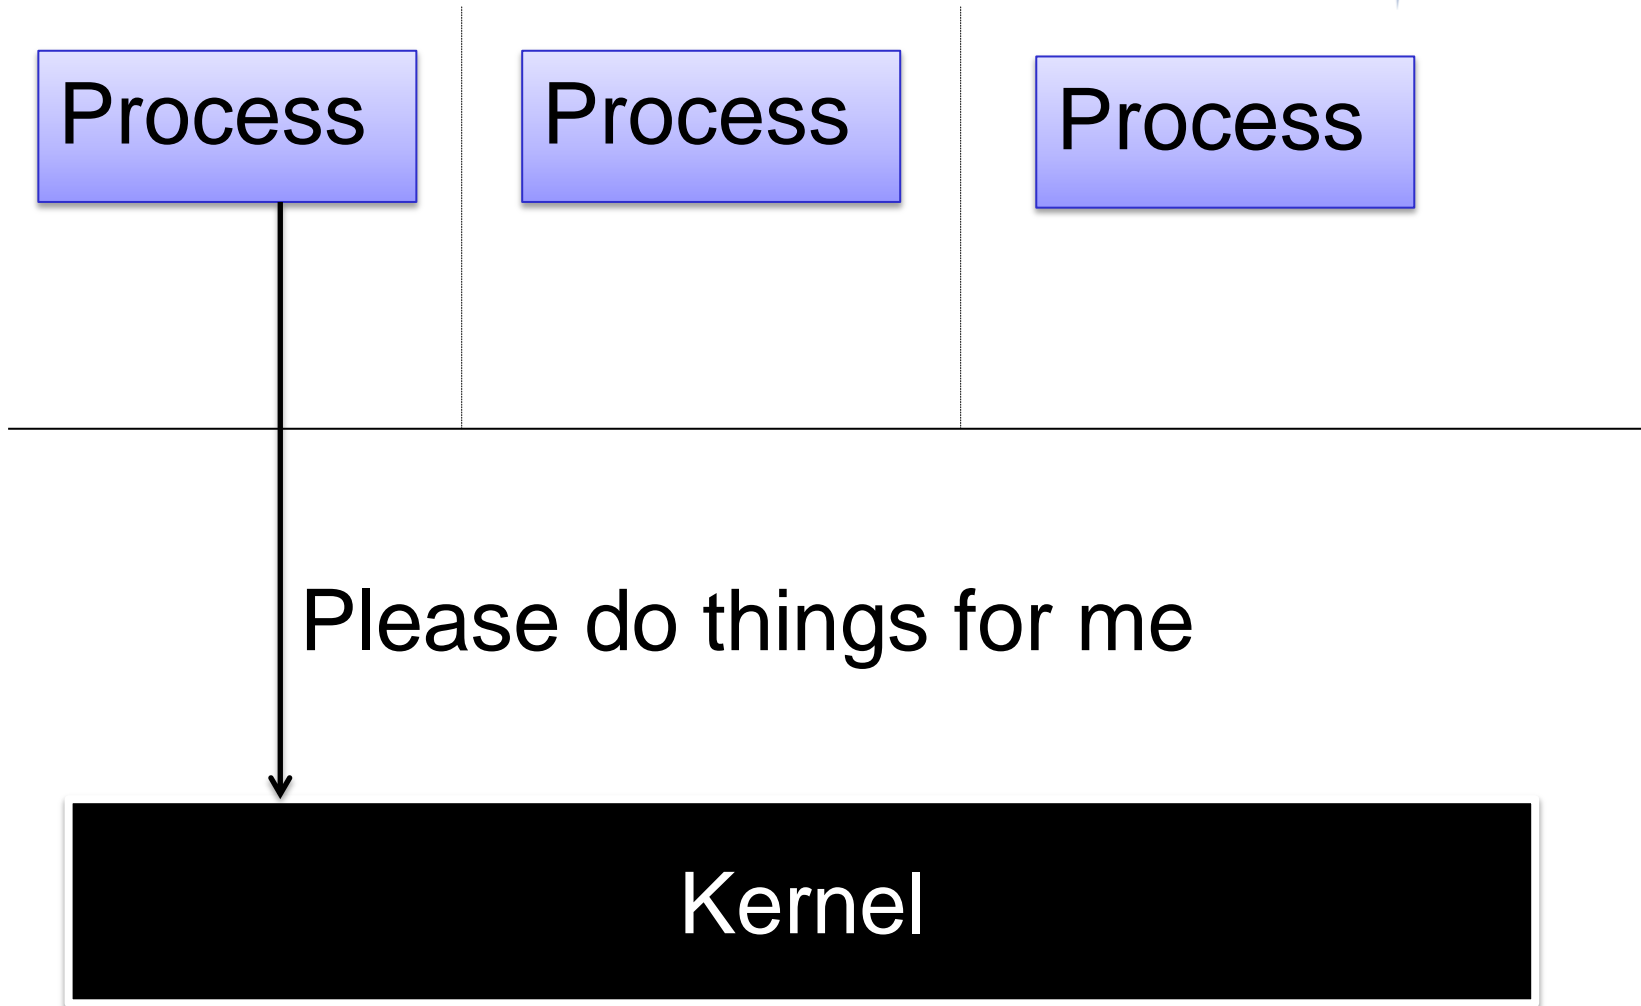 Process
Process
Process
Please do things for me
Kernel